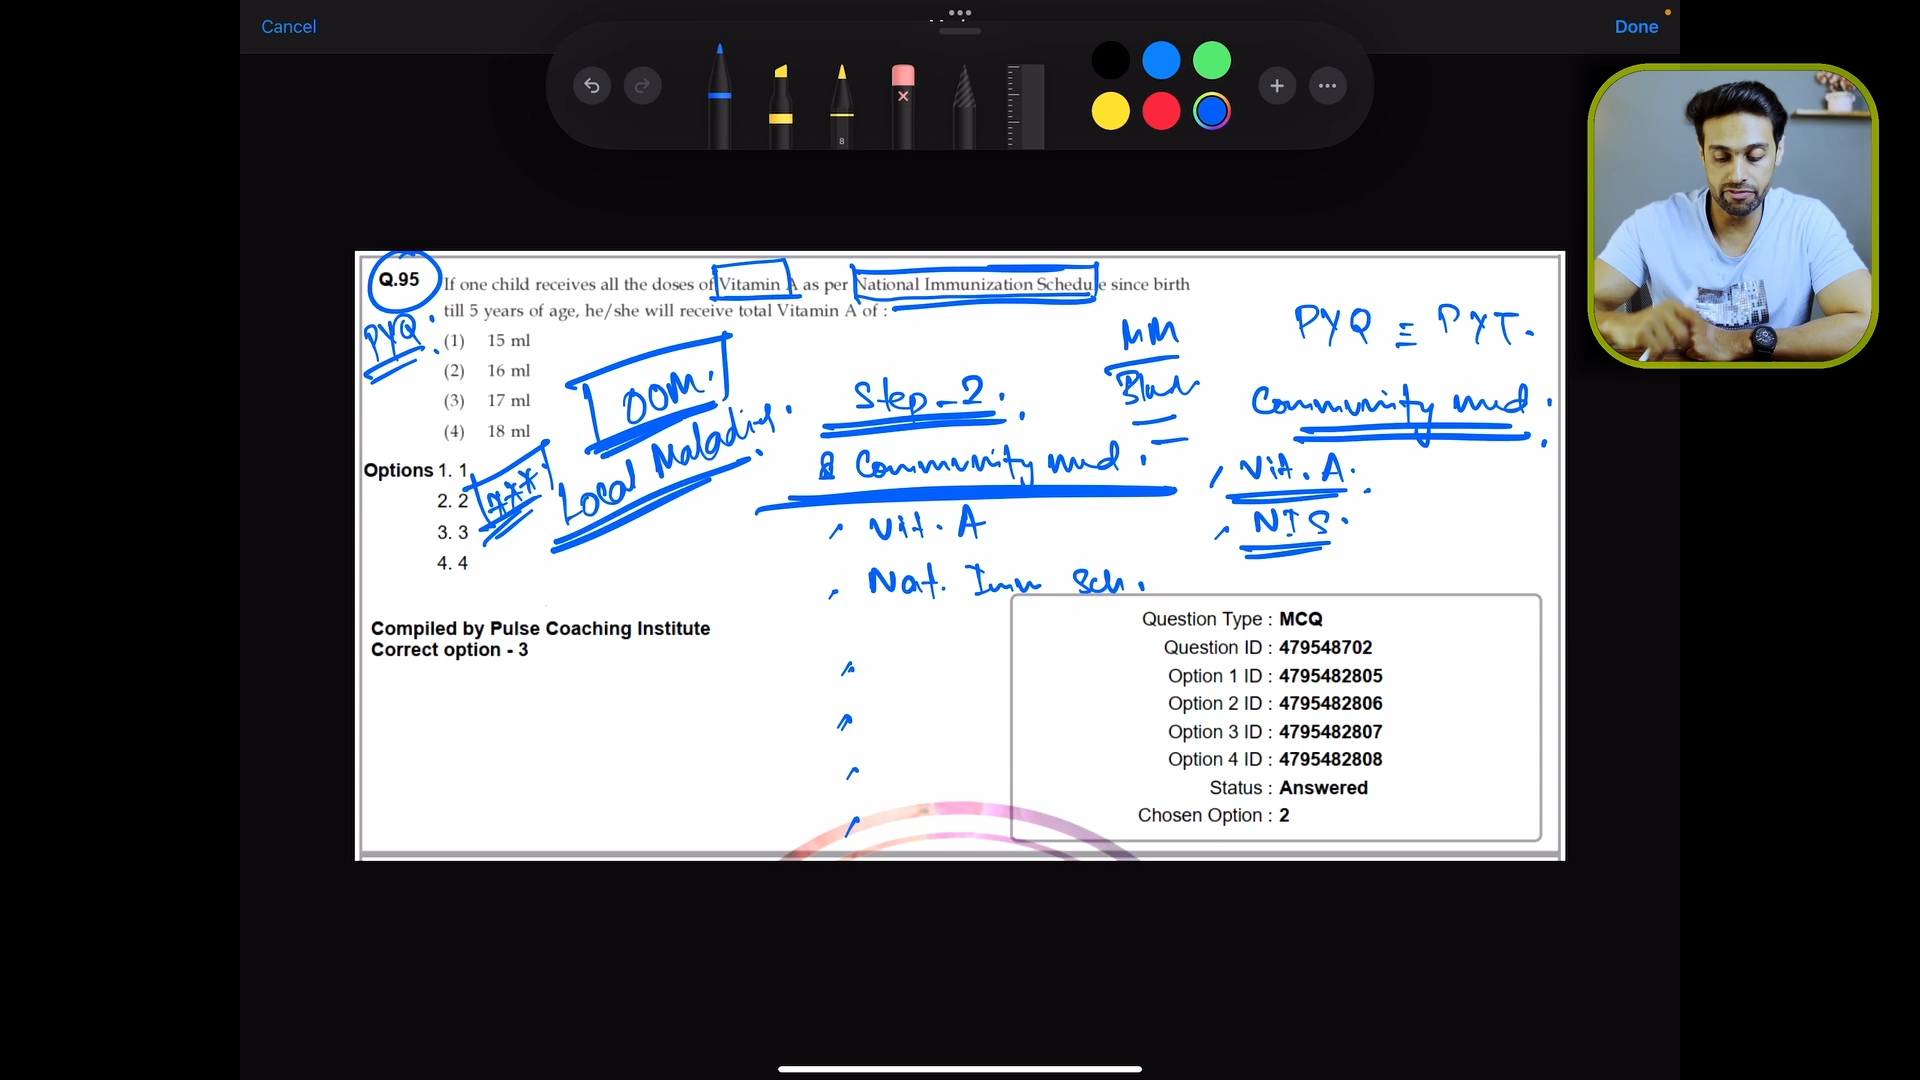 Cancel
Done
8
Q.95 If one child receives all the doses of Vitamin A as per National Immunization Schedule since birth
till 5 years of age, he/she will receive total Vitamin A of :
PYQ.
(1) 15 ml
(2) 16 ml
(3) 17 ml
(4) 18 ml
OOM.
Local Maladies.
Step-2.
MM
PYQ ≡ PYT.
Community med.
Community med.
Vit. A.
NIS.
Vit. A
Nat. Imm Sch.
Options 1. 1
2. 2
3. 3
4. 4
***
Compiled by Pulse Coaching Institute
Correct option - 3
Question Type : MCQ
Question ID : 479548702
Option 1 ID : 4795482805
Option 2 ID : 4795482806
Option 3 ID : 4795482807
Option 4 ID : 4795482808
Status : Answered
Chosen Option : 2